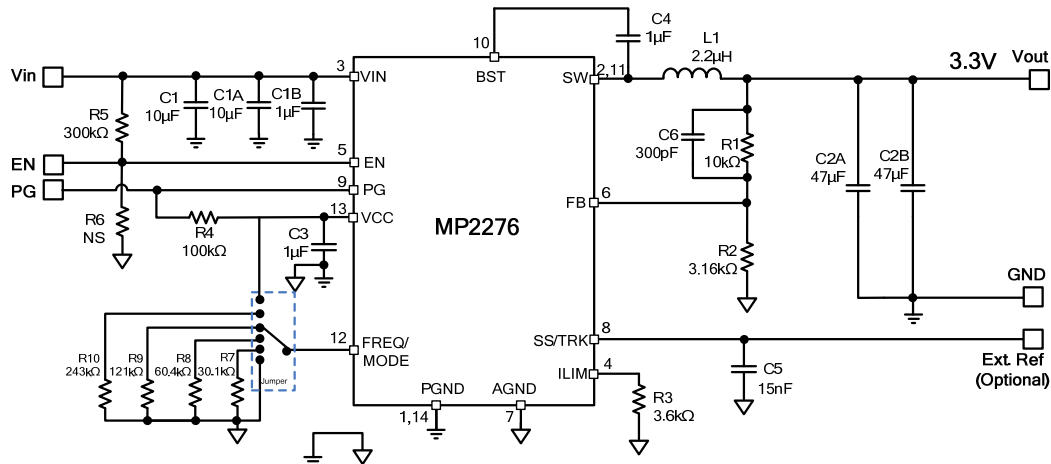 10
BST
C4
1µF
L1
2.2µH
3.3V
Vout
Vin
3
VIN
SW
2,11
C1
10µF
C1A
10µF
C1B
1µF
R5
300kΩ
C6
300pF
R1
10kΩ
C2A
47µF
C2B
47µF
EN
5
EN
PG
9
PG
6
FB
13
VCC
MP2276
R6
NS
R4
100kΩ
C3
1µF
R2
3.16kΩ
GND
8
SS/TRK
Ext. Ref
(Optional)
12
FREQ/
MODE
4
ILIM
C5
15nF
R10
243kΩ
R9
121kΩ
R8
60.4kΩ
R7
30.1kΩ
Jumper
R3
3.6kΩ
PGND
AGND
1,14
7